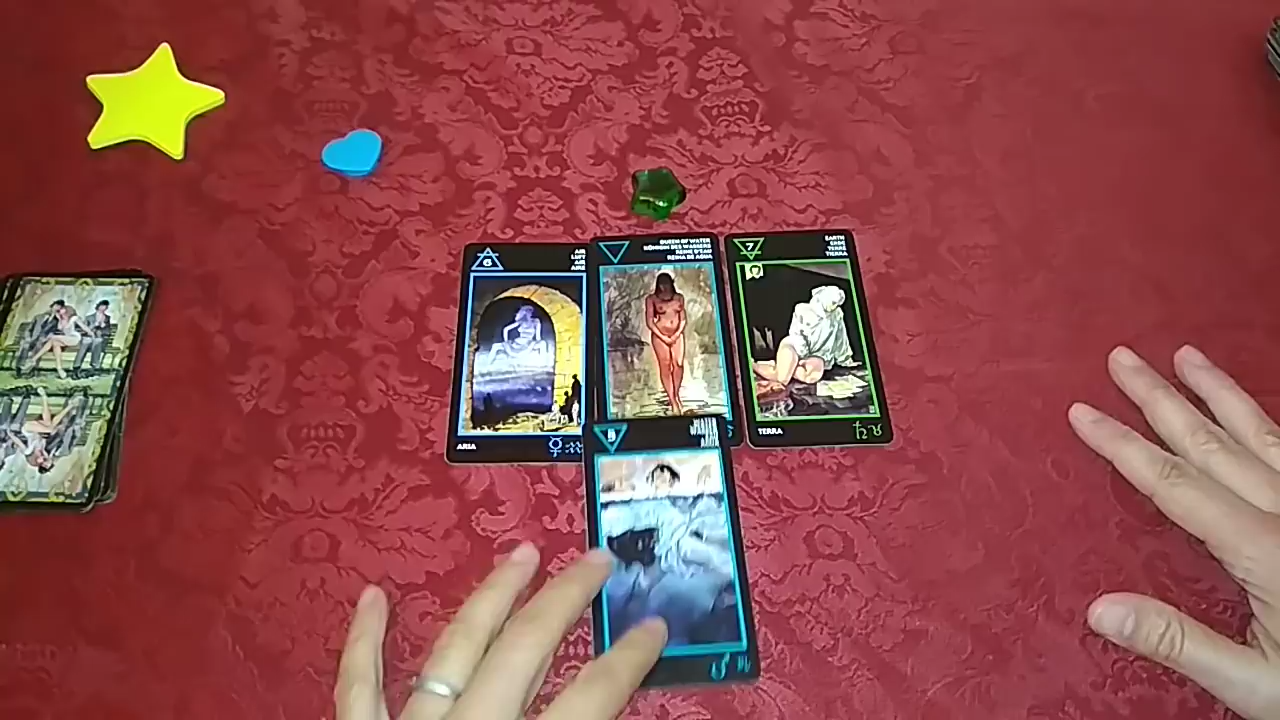 6
AIR
LUFT
AIR
AIRE
ARIA
QUEEN OF WATER
KÖNIGIN DES WASSERS
REINE D'EAU
REINA DE AGUA
7
EARTH
ERDE
TERRE
TIERRA
TERRA